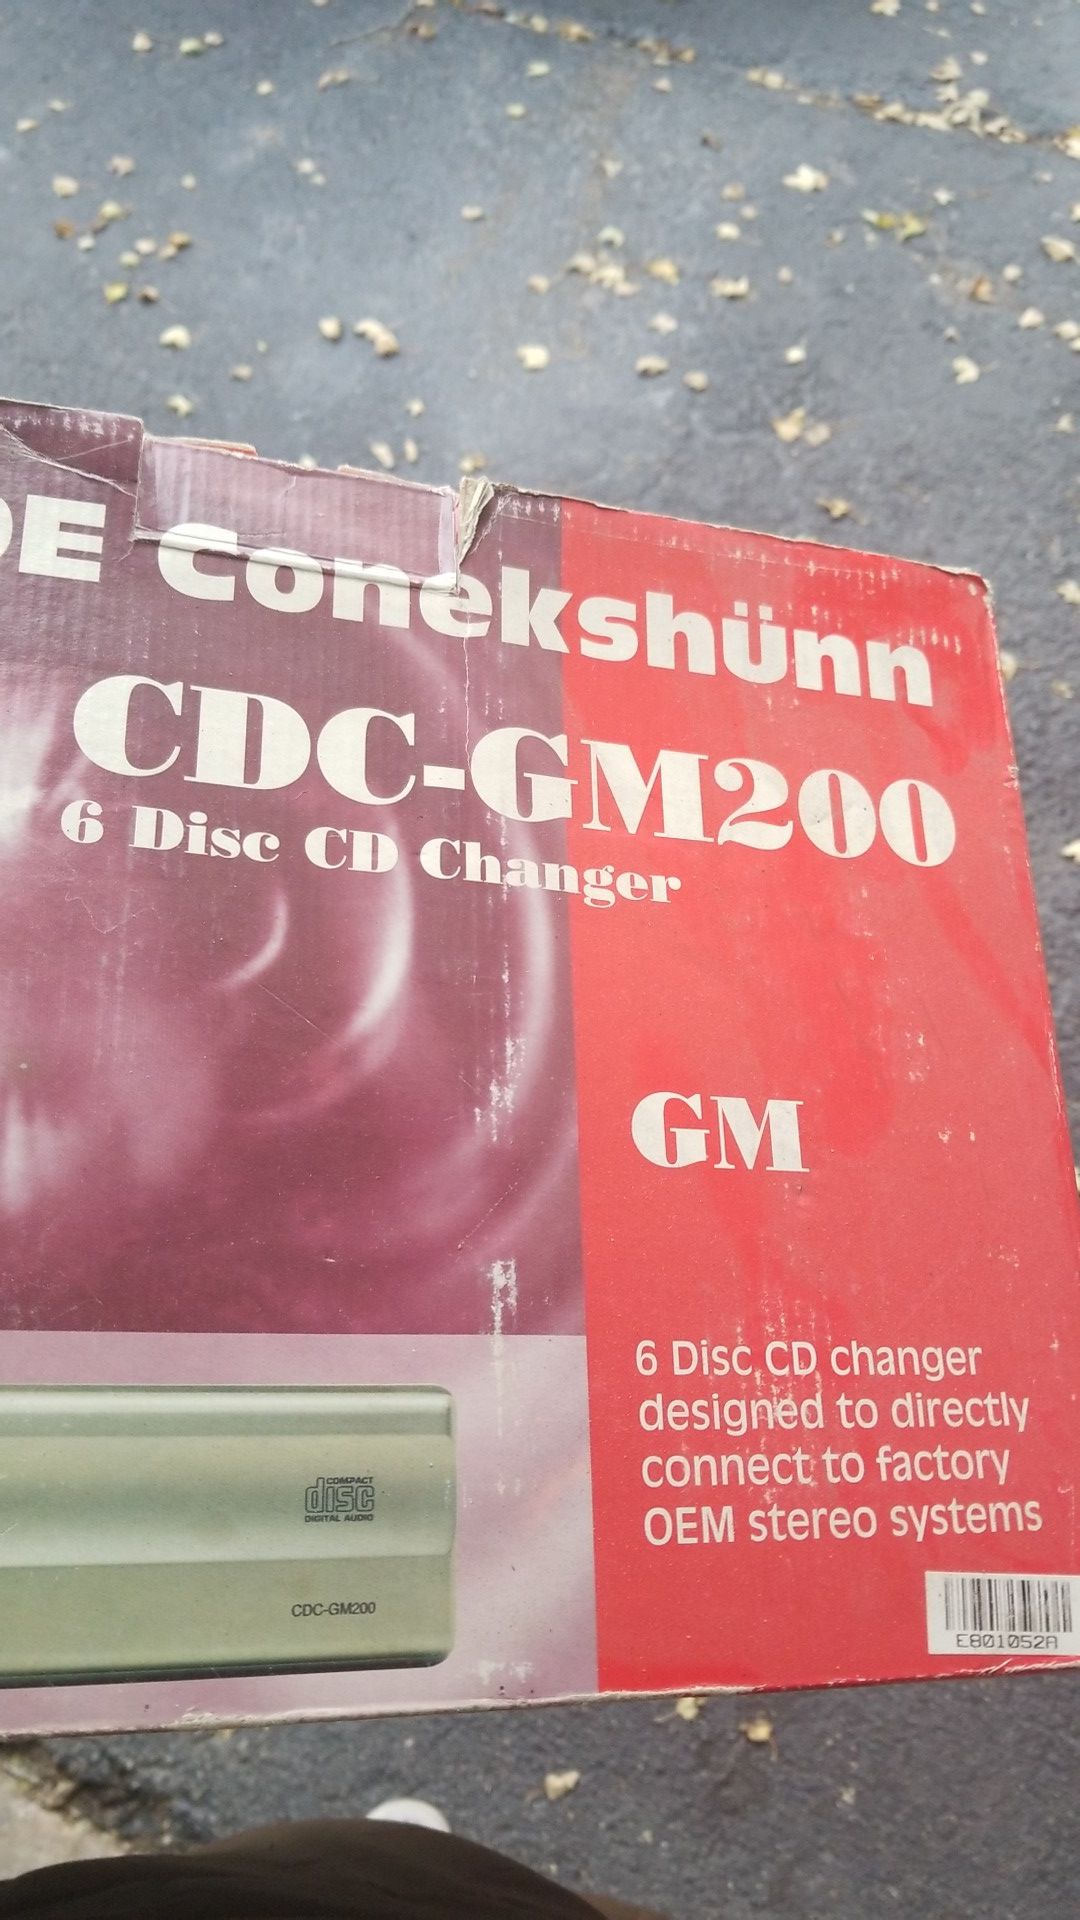 DE Conekshünn
CDC-GM200
6 Disc CD Changer
GM
6 Disc CD changer
designed to directly
connect to factory
OEM stereo systems
COMPACT
disc
DIGITAL AUDIO
CDC-GM200
E801052A